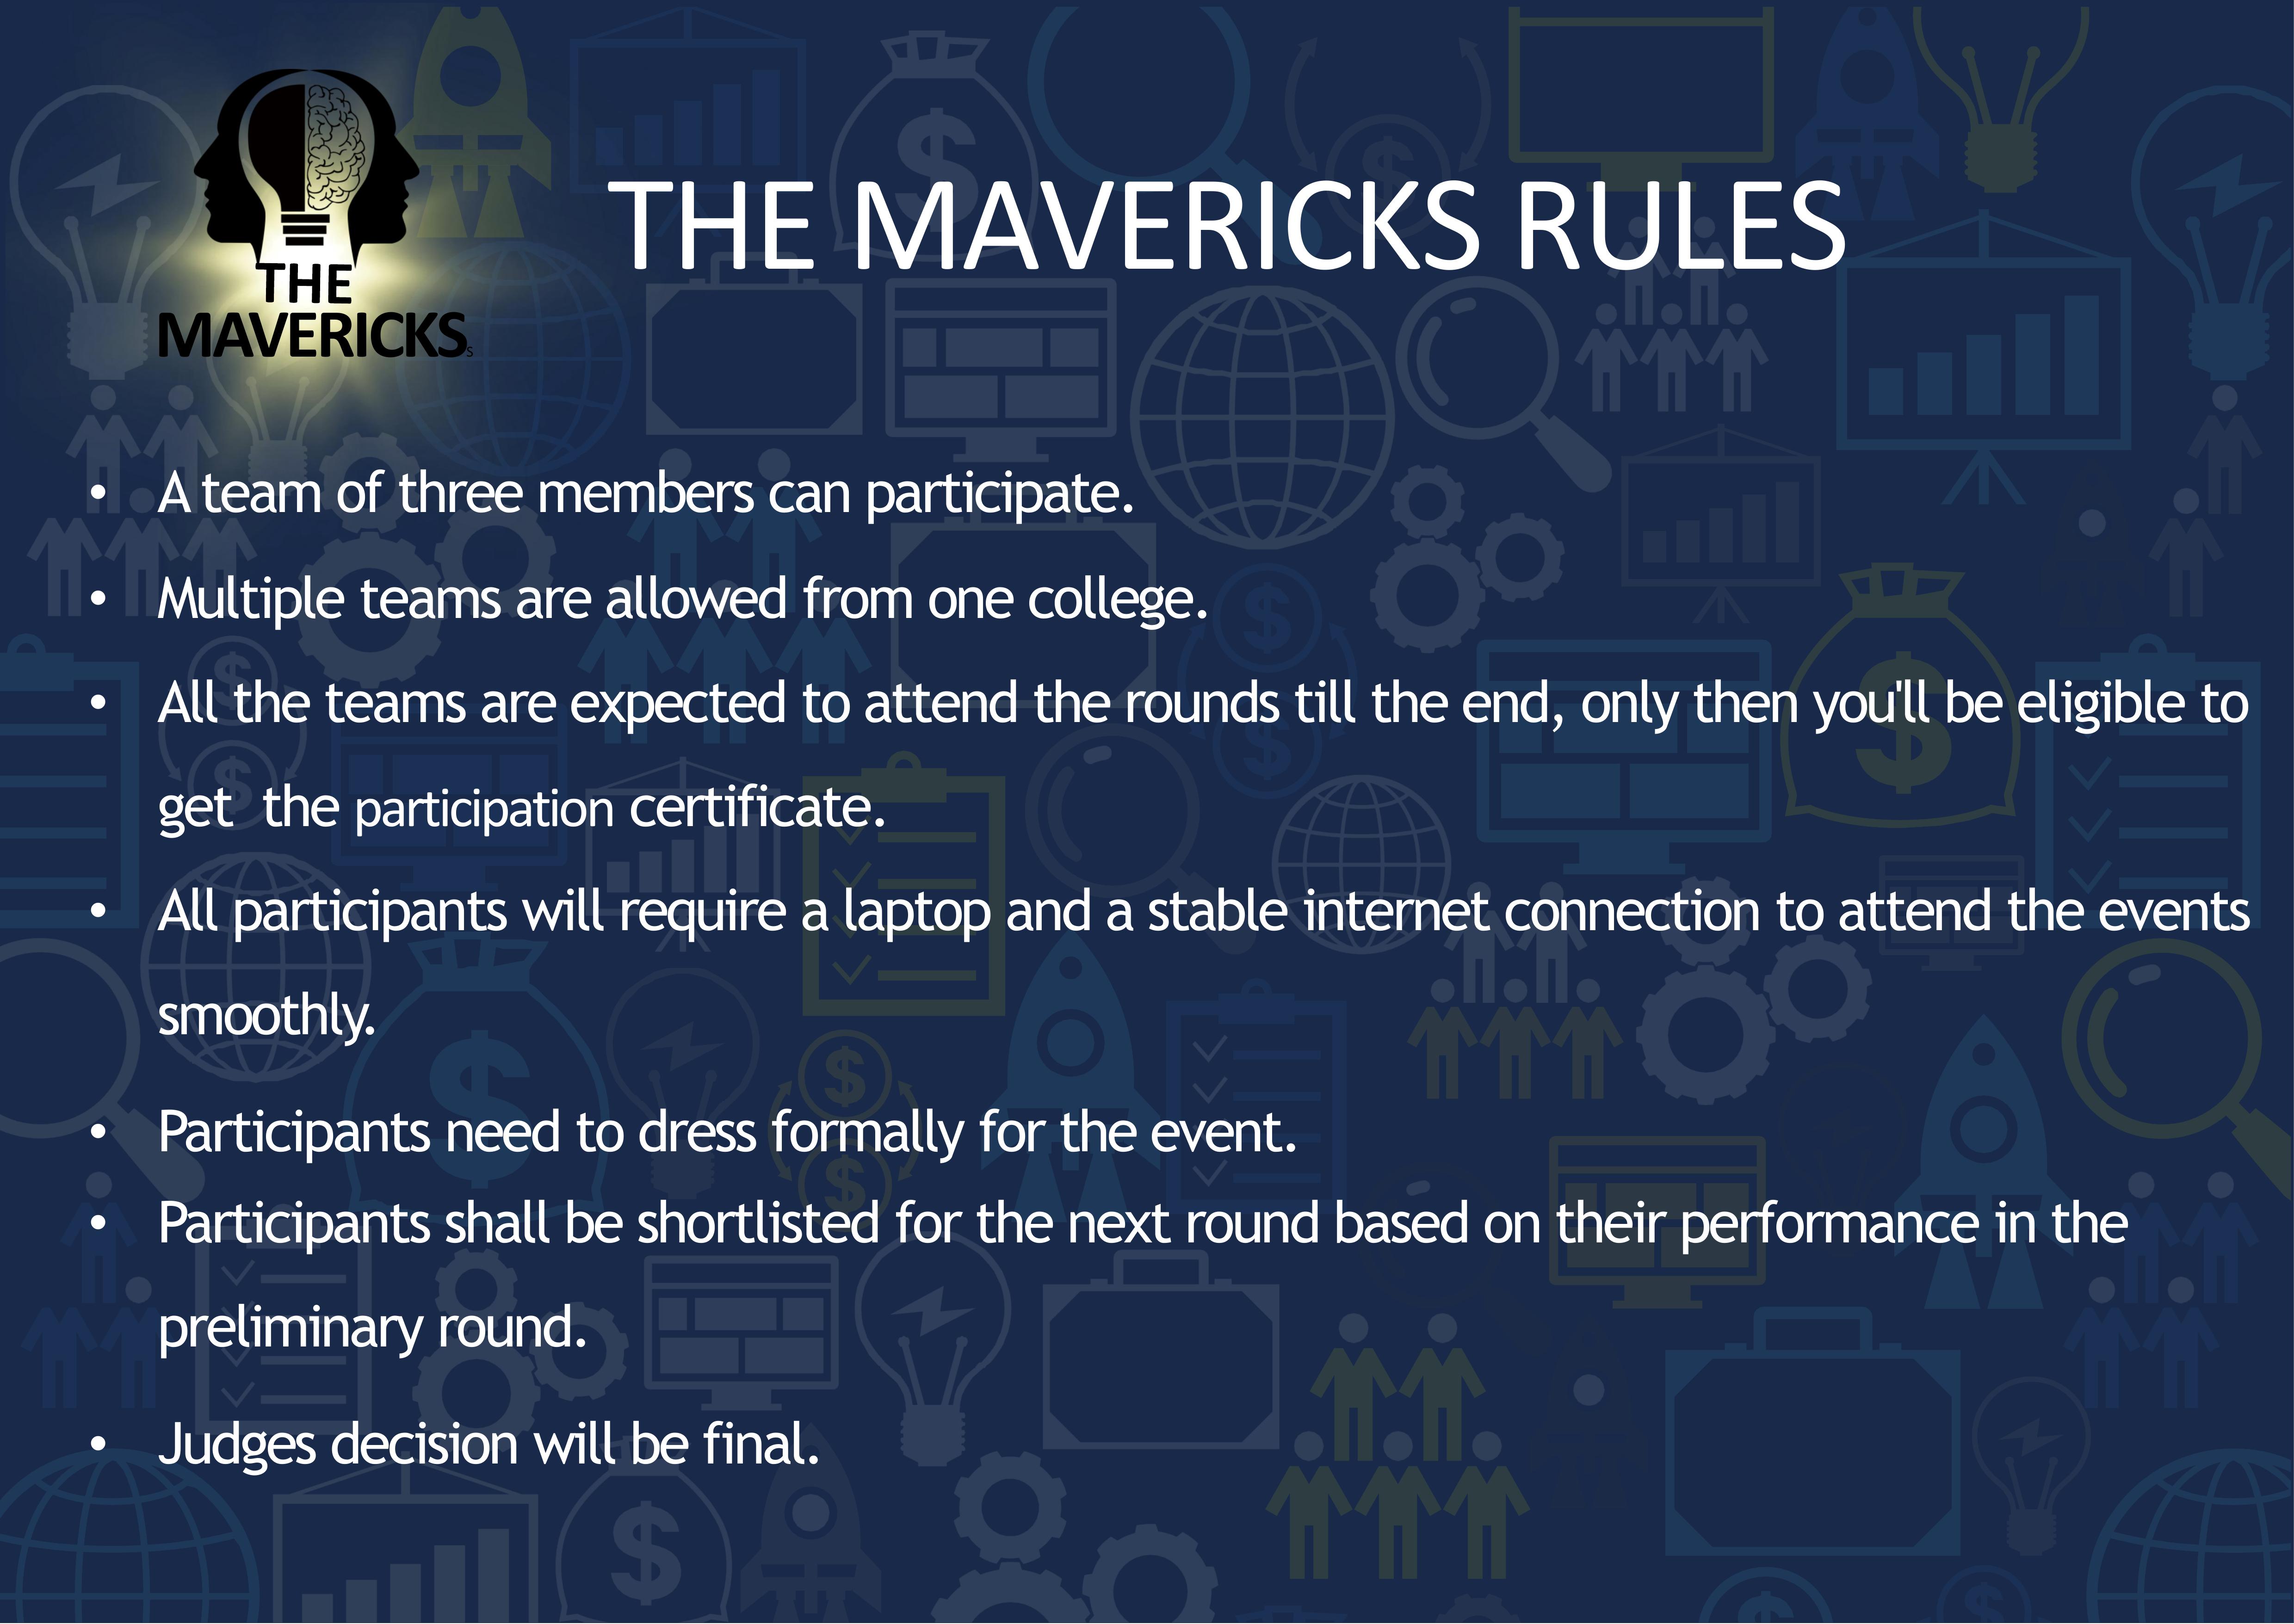 THE
MAVERICKS
s
THE MAVERICKS RULES
• A team of three members can participate.
• Multiple teams are allowed from one college.
• All the teams are expected to attend the rounds till the end, only then you'll be eligible to
get the participation certificate.
• All participants will require a laptop and a stable internet connection to attend the events
smoothly.
• Participants need to dress formally for the event.
• Participants shall be shortlisted for the next round based on their performance in the
preliminary round.
• Judges decision will be final.